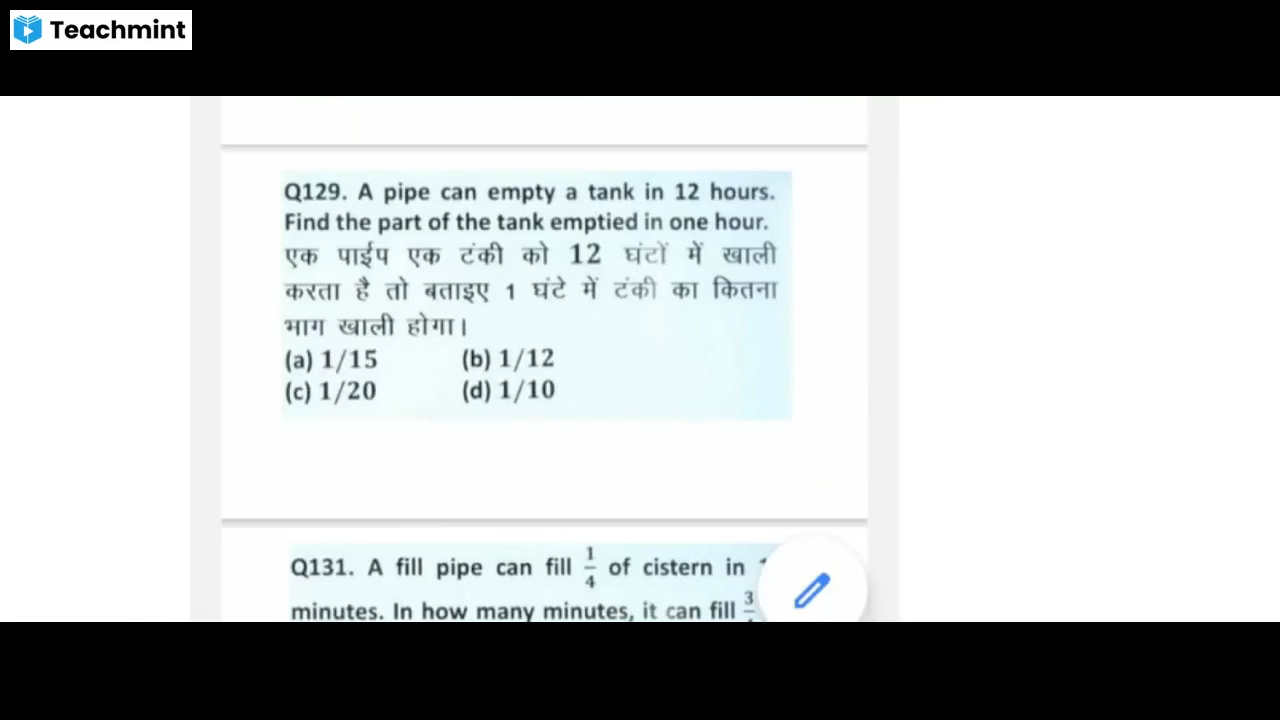 Teachmint
Q129. A pipe can empty a tank in 12 hours.
Find the part of the tank emptied in one hour.
एक पाईप एक टंकी को 12 घंटों में खाली
करता है तो बताइए 1 घंटे में टंकी का कितना
भाग खाली होगा।
(a) 1/15 (b) 1/12
(c) 1/20 (d) 1/10
Q131. A fill pipe can fill 1/4 of cistern in
minutes. In how many minutes, it can fill